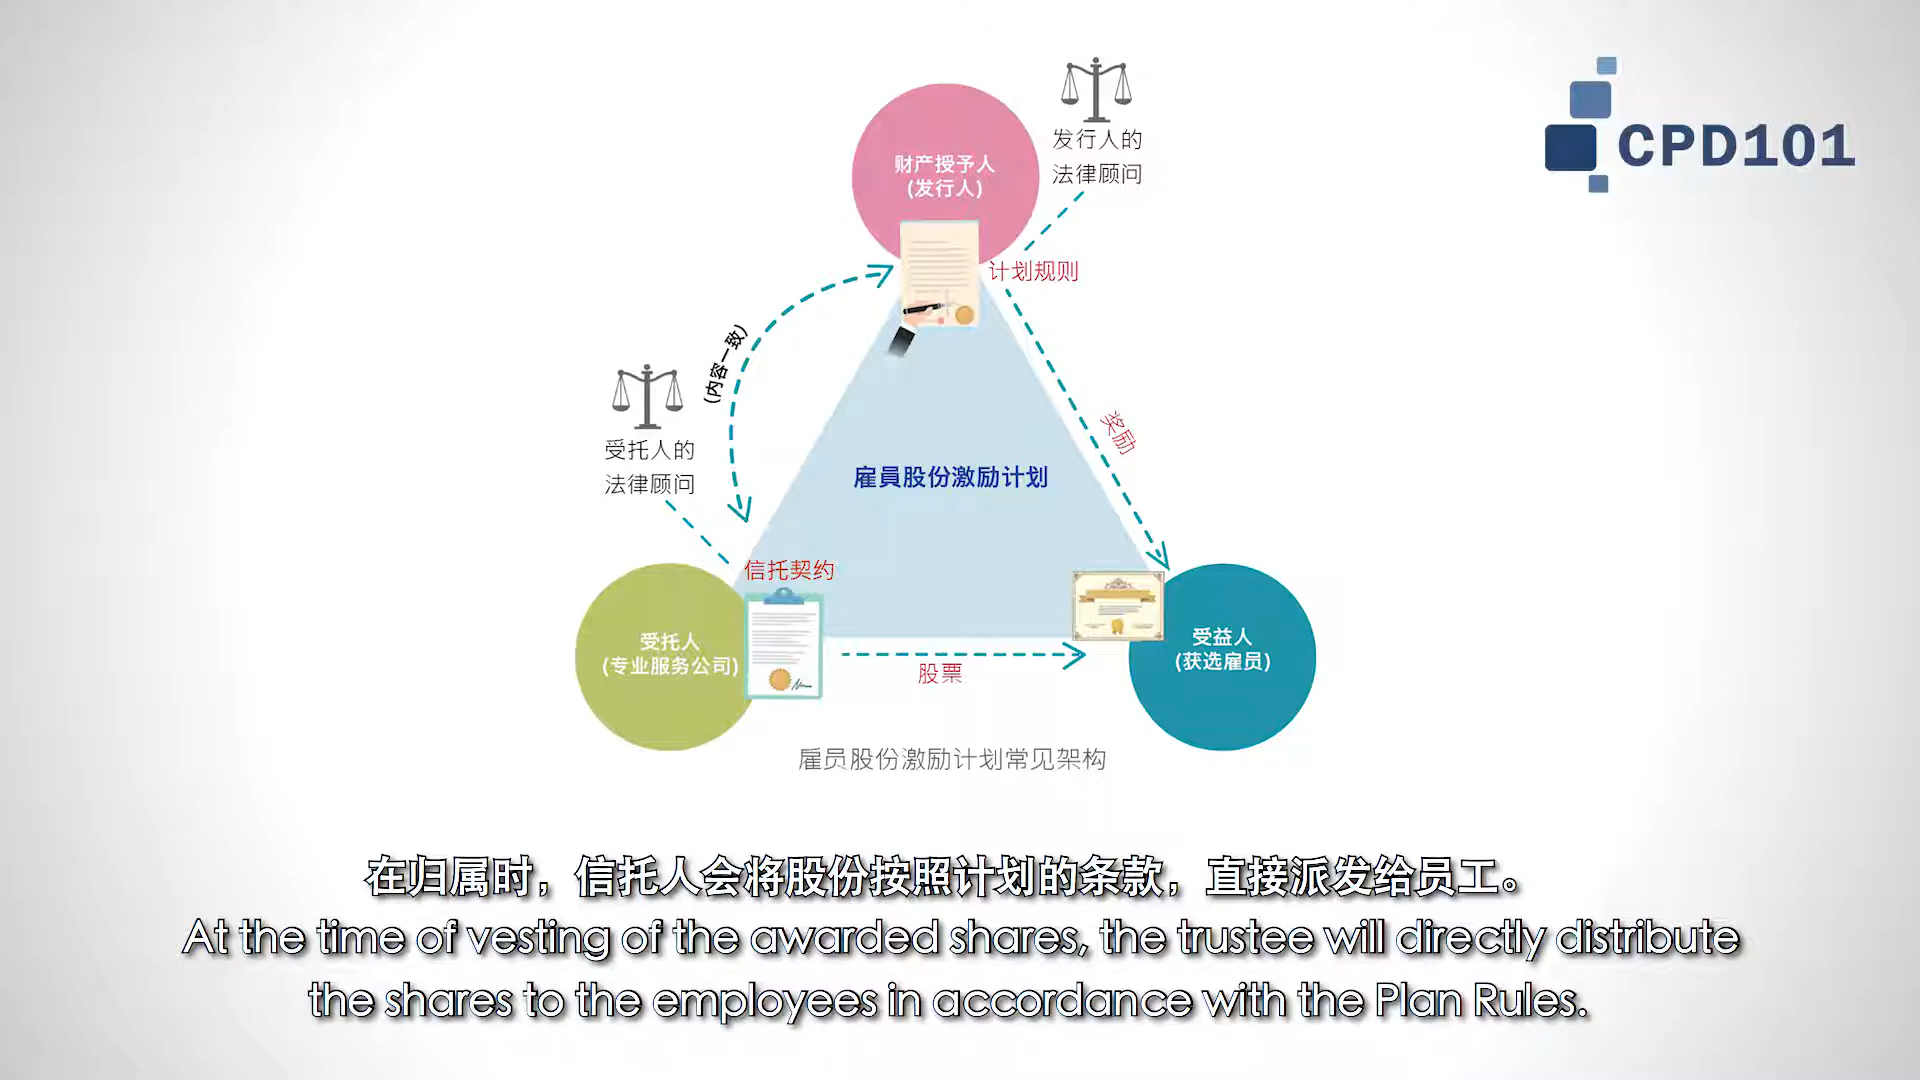 CPD101
发行人的
法律顾问
财产授予人
(发行人)
计划规则
(内容一致)
受托人的
法律顾问
奖励
雇員股份激励计划
信托契约
受托人
(专业服务公司)
受益人
(获选雇员)
股票
雇员股份激励计划常见架构
在归属时，信托人会将股份按照计划的条款，直接派发给员工。
At the time of vesting of the awarded shares, the trustee will directly distribute
the shares to the employees in accordance with the Plan Rules.